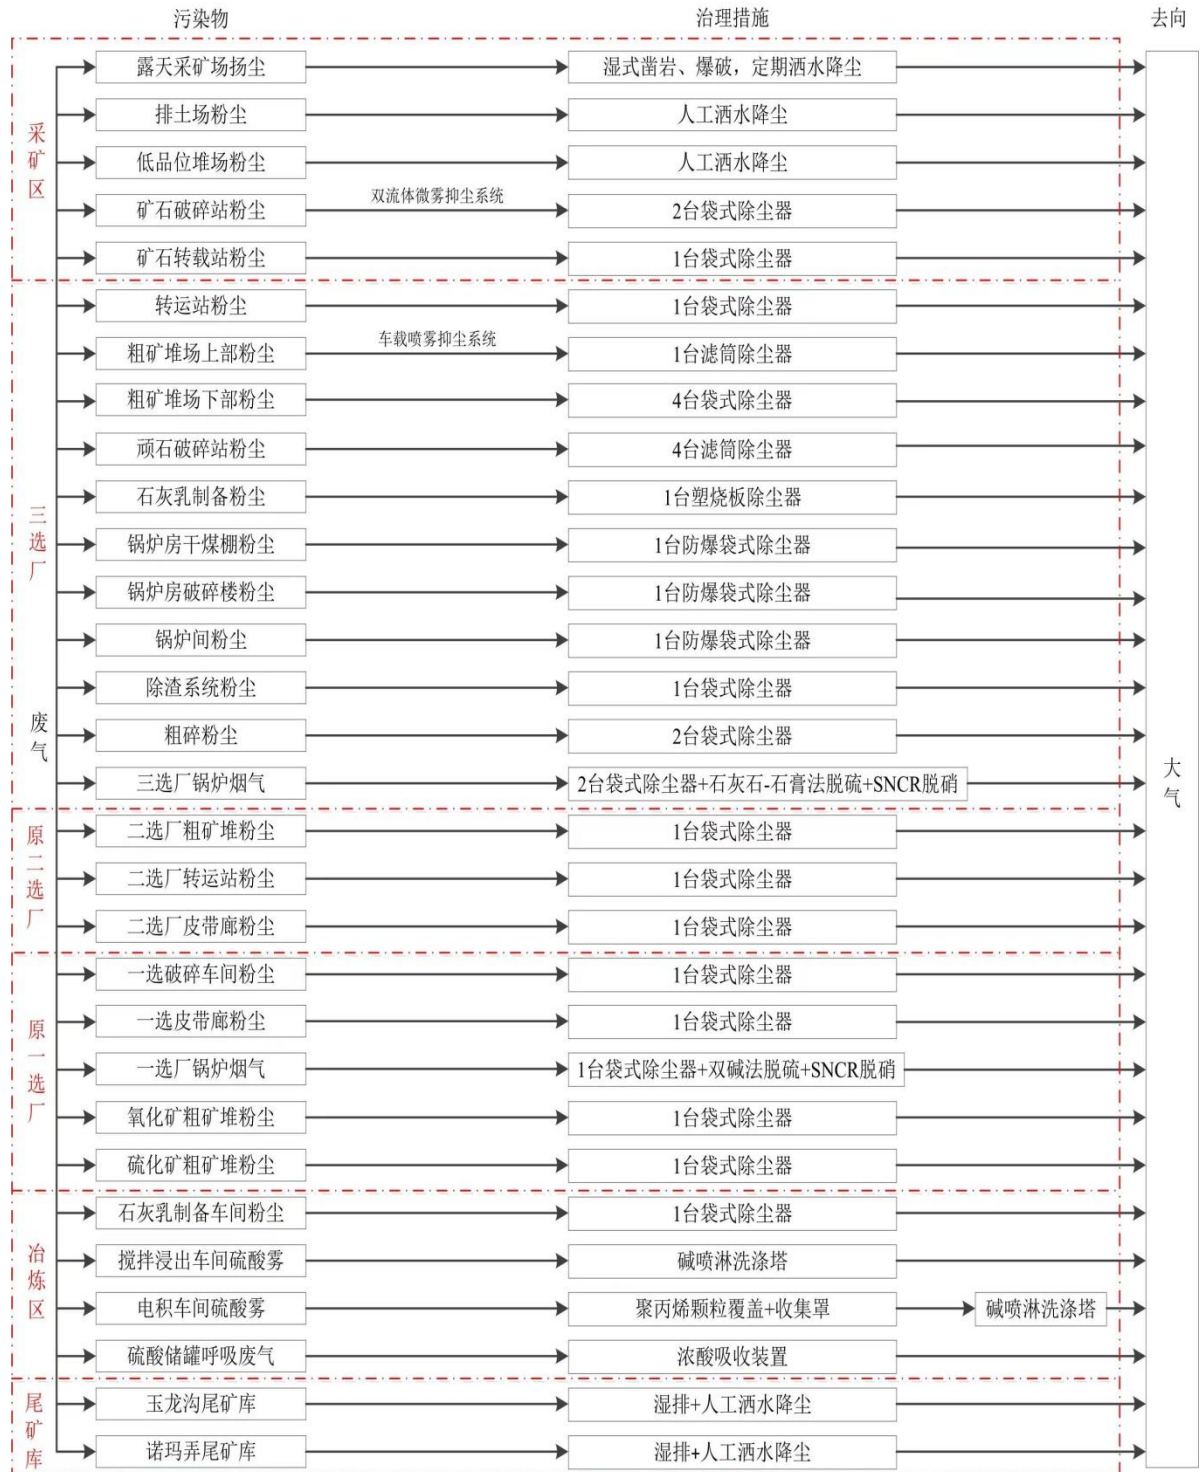 污染物 治理措施 去向
采矿区
露天采矿场扬尘 湿式凿岩、爆破，定期洒水降尘
排土场粉尘 人工洒水降尘
低品位堆场粉尘 人工洒水降尘
矿石破碎站粉尘 双流体微雾抑尘系统 2台袋式除尘器
矿石转载站粉尘 1台袋式除尘器
三选厂
转运站粉尘 1台袋式除尘器
粗矿堆场上部粉尘 车载喷雾抑尘系统 1台滤筒除尘器
粗矿堆场下部粉尘 4台袋式除尘器
顽石破碎站粉尘 4台滤筒除尘器
石灰乳制备粉尘 1台塑烧板除尘器
锅炉房干煤棚粉尘 1台防爆袋式除尘器
锅炉房破碎楼粉尘 1台防爆袋式除尘器
锅炉间粉尘 1台防爆袋式除尘器
除渣系统粉尘 1台袋式除尘器
废气
粗碎粉尘 2台袋式除尘器
三选厂锅炉烟气 2台袋式除尘器+石灰石-石膏法脱硫+SNCR脱硝
大气
原二选厂
二选厂粗矿堆粉尘 1台袋式除尘器
二选厂转运站粉尘 1台袋式除尘器
二选厂皮带廊粉尘 1台袋式除尘器
原一选厂
一选破碎车间粉尘 1台袋式除尘器
一选皮带廊粉尘 1台袋式除尘器
一选厂锅炉烟气 1台袋式除尘器+双碱法脱硫+SNCR脱硝
氧化矿粗矿堆粉尘 1台袋式除尘器
硫化矿粗矿堆粉尘 1台袋式除尘器
冶炼区
石灰乳制备车间粉尘 1台袋式除尘器
搅拌浸出车间硫酸雾 碱喷淋洗涤塔
电积车间硫酸雾 聚丙烯颗粒覆盖+收集罩 碱喷淋洗涤塔
硫酸储罐呼吸废气 浓酸吸收装置
尾矿库
玉龙沟尾矿库 湿排+人工洒水降尘
诺玛弄尾矿库 湿排+人工洒水降尘